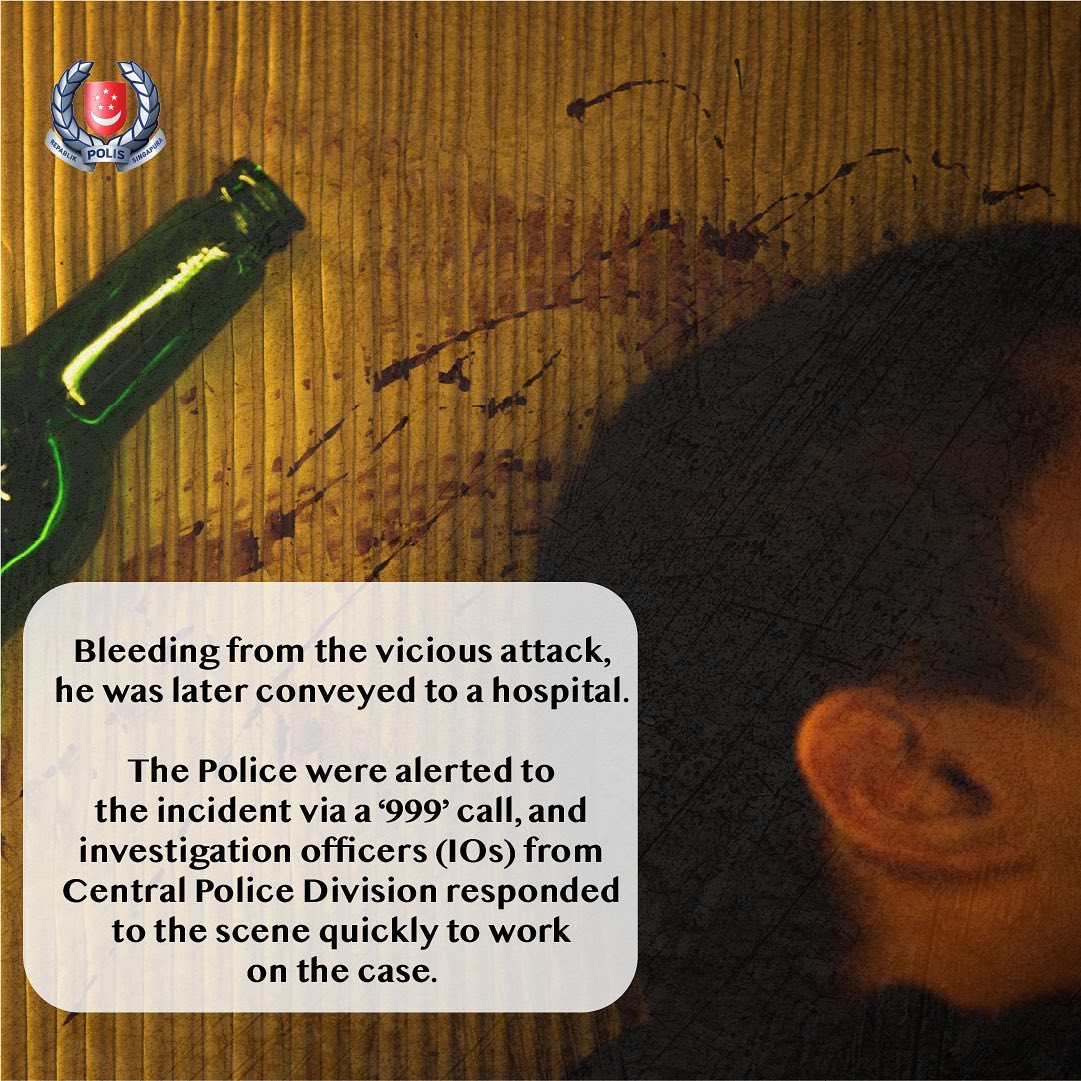 REPABLIK POLIS SINGAPURA
Bleeding from the vicious attack,
he was later conveyed to a hospital.
The Police were alerted to
the incident via a ‘999’ call, and
investigation officers (IOs) from
Central Police Division responded
to the scene quickly to work
on the case.